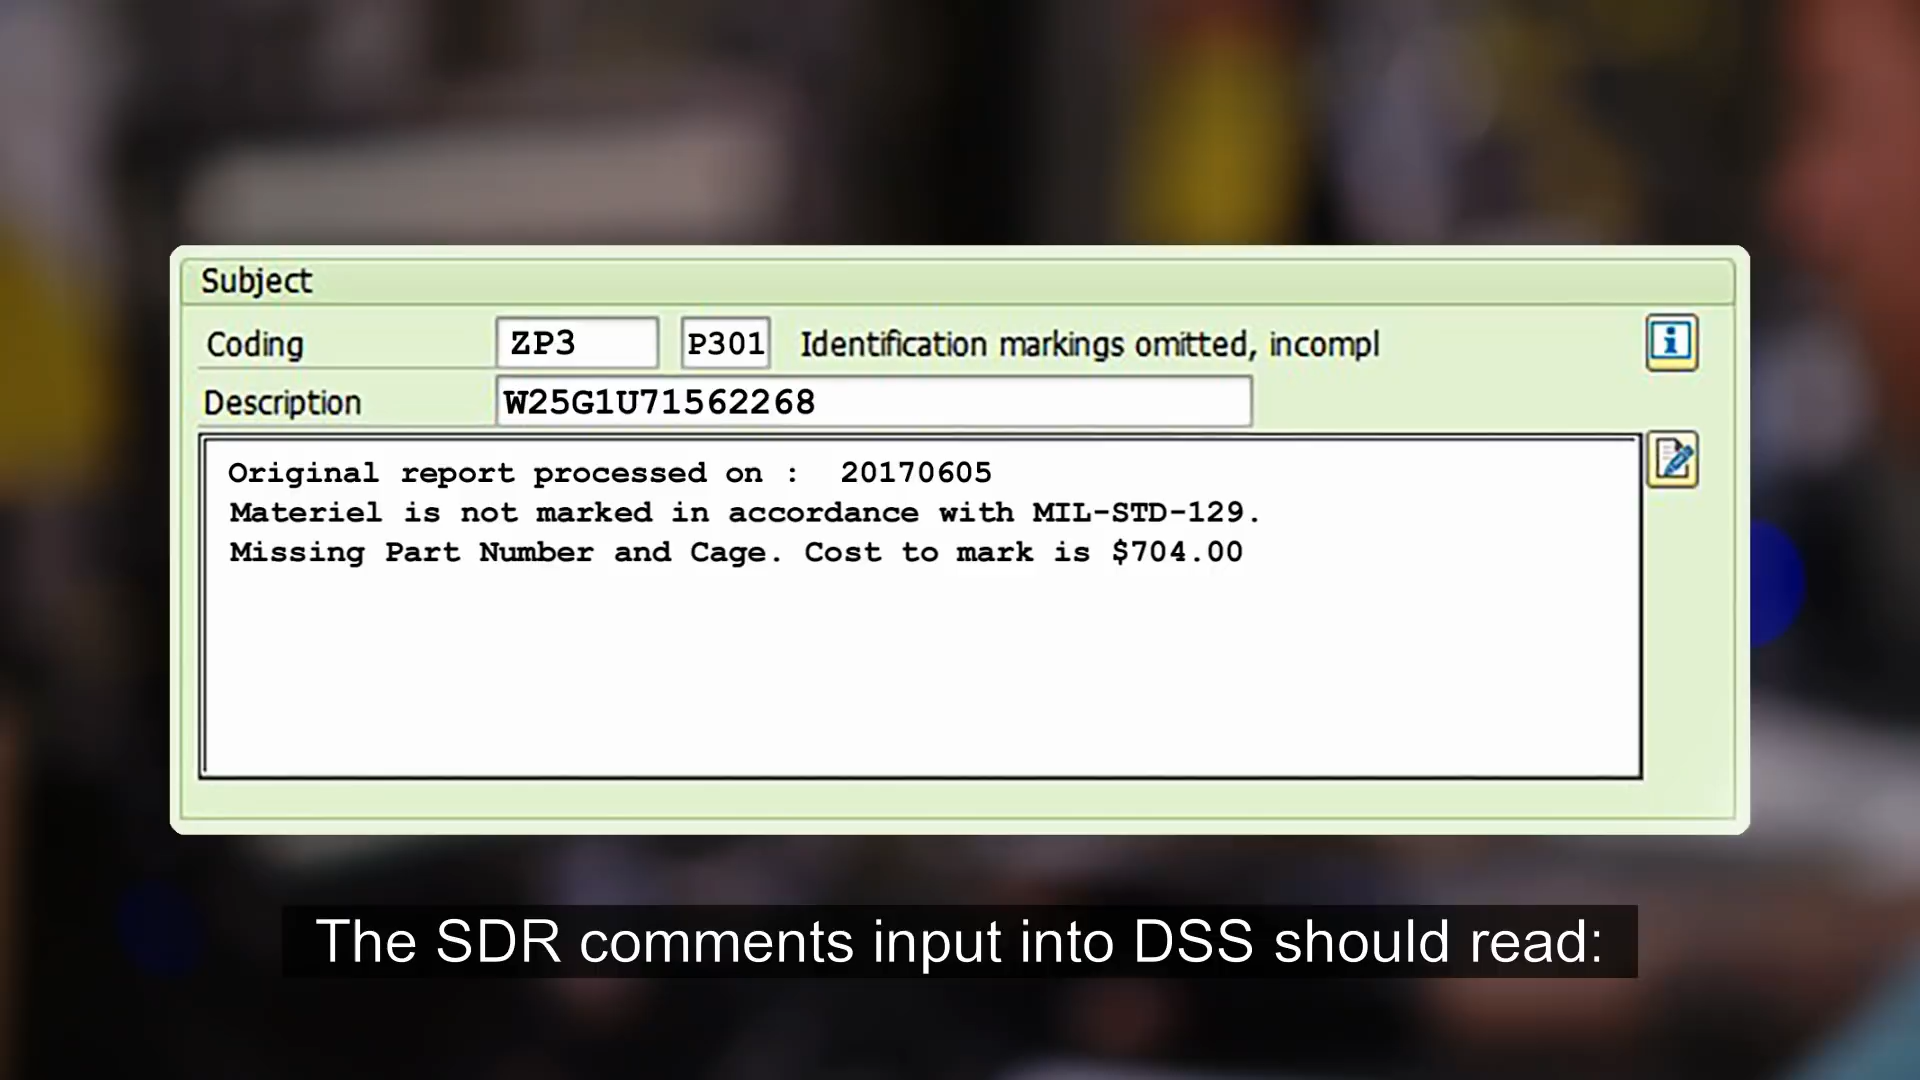 Subject
Coding ZP3 P301 Identification markings omitted, incompl
Description W25G1U71562268
Original report processed on : 20170605
Materiel is not marked in accordance with MIL-STD-129.
Missing Part Number and Cage. Cost to mark is $704.00
The SDR comments input into DSS should read: